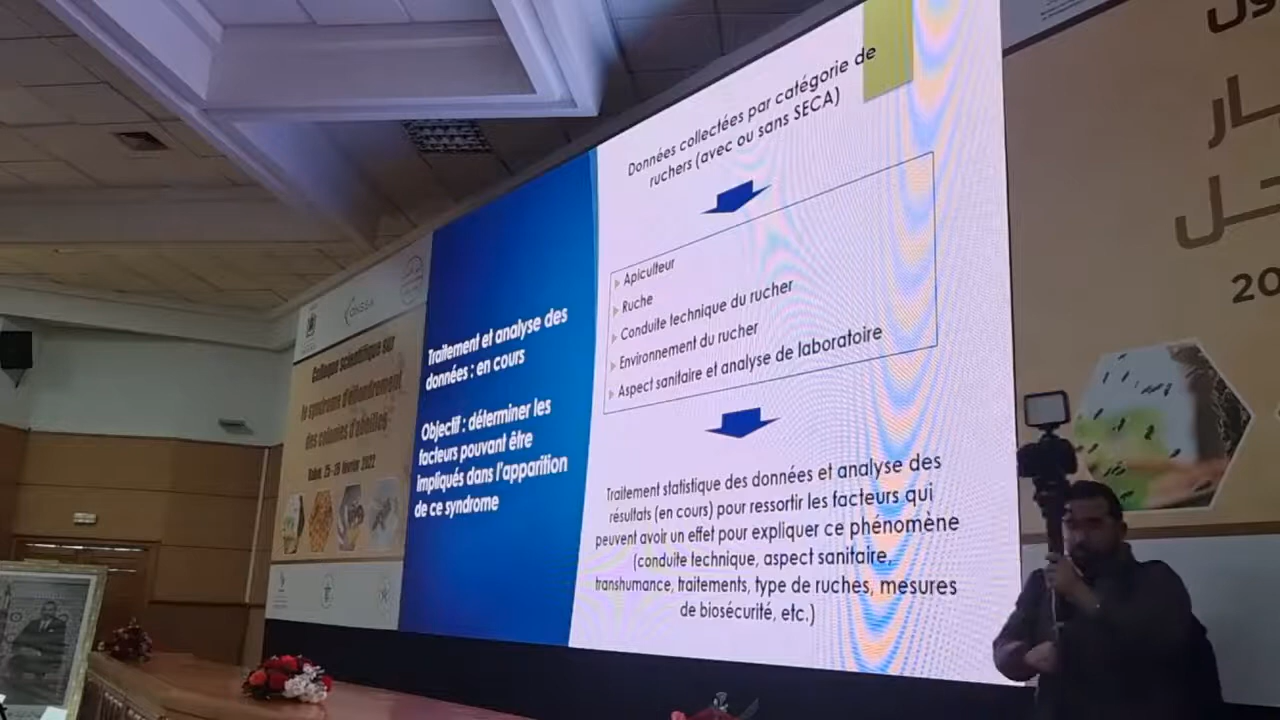 Données collectées par catégorie de
ruchers (avec ou sans SECA)
Apiculteur
Ruche
Conduite technique du rucher
Environnement du rucher
Aspect sanitaire et analyse de laboratoire
Traitement statistique des données et analyse des
résultats (en cours) pour ressortir les facteurs qui
peuvent avoir un effet pour expliquer ce phénomène
(conduite technique, aspect sanitaire,
transhumance, traitements, type de ruches, mesures
de biosécurité, etc.)
Traitement et analyse des
données : en cours
Objectif : déterminer les
facteurs pouvant être
impliqués dans l'apparition
de ce syndrome
ONSSA
Colloque scientifique sur
le syndrome d'effondrement
des colonies d'abeilles
Rabat, 25-26 février 2022
20